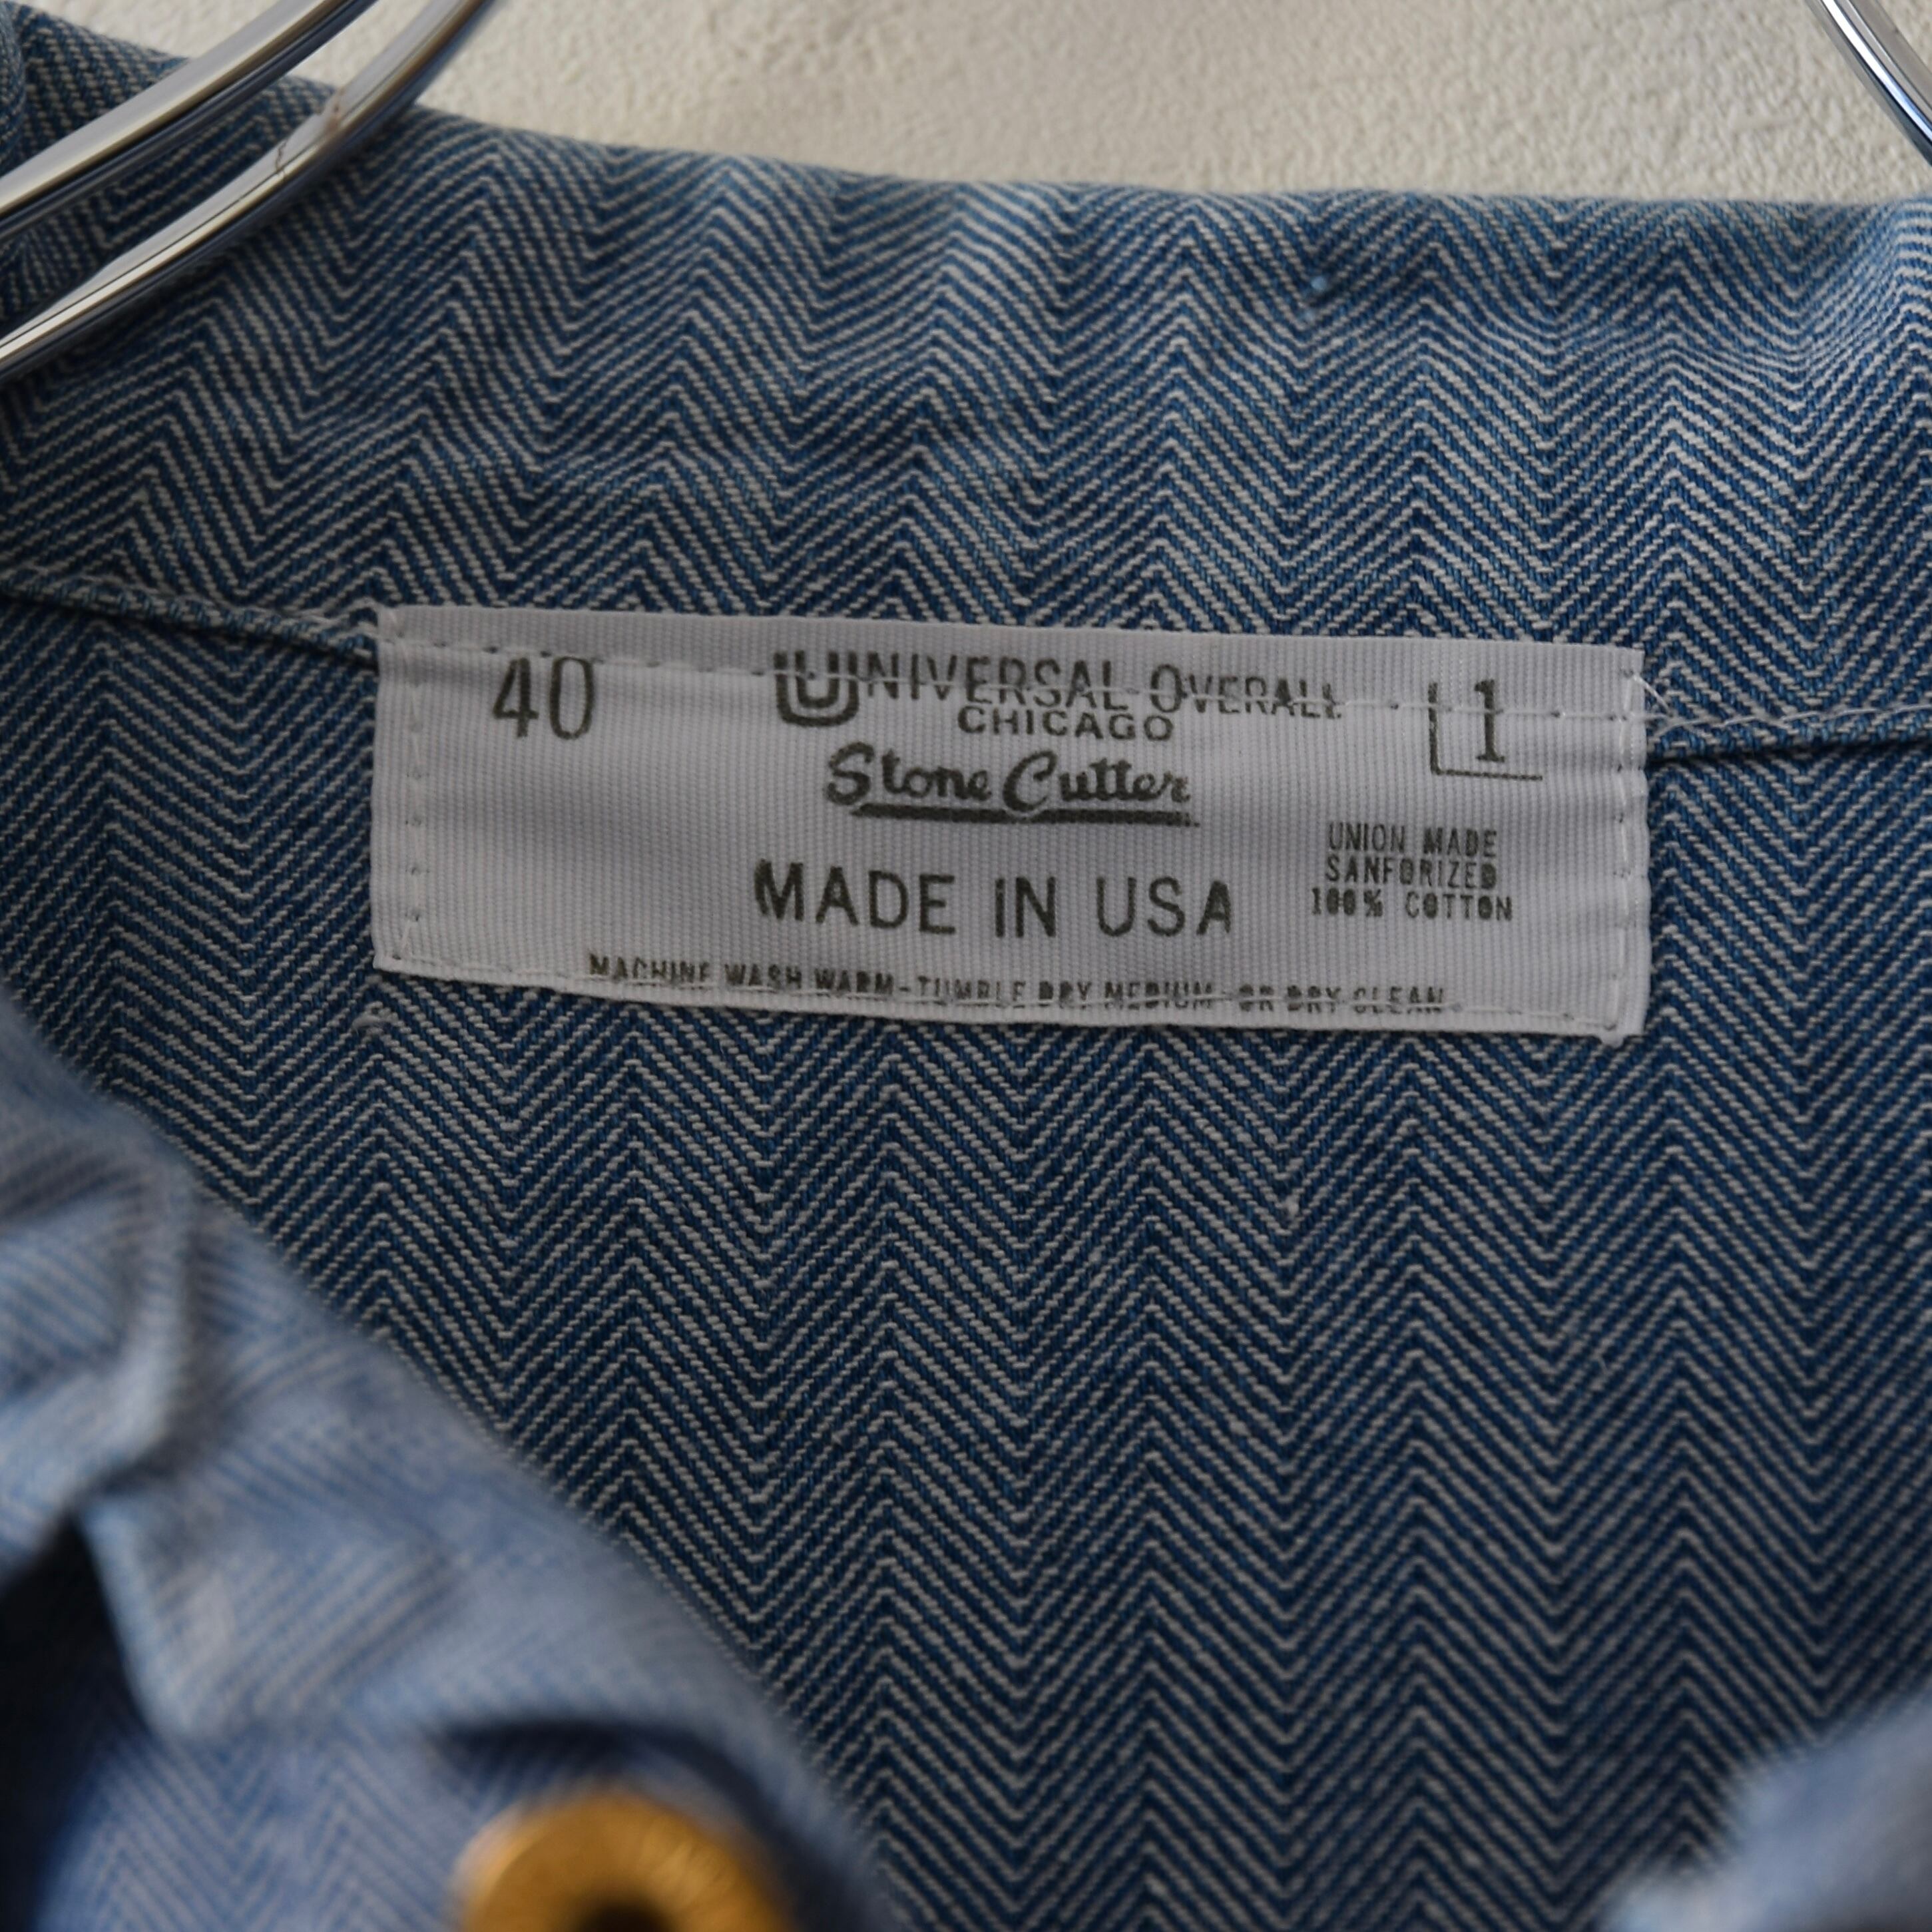 40
UNIVERSAL OVERALL
CHICAGO
1
Stone Cutter
MADE IN USA
UNION MADE
SANFORIZED
100% COTTON
MACHINE WASH WARM-TUMBLE DRY MEDIUM-OR DRY CLEAN